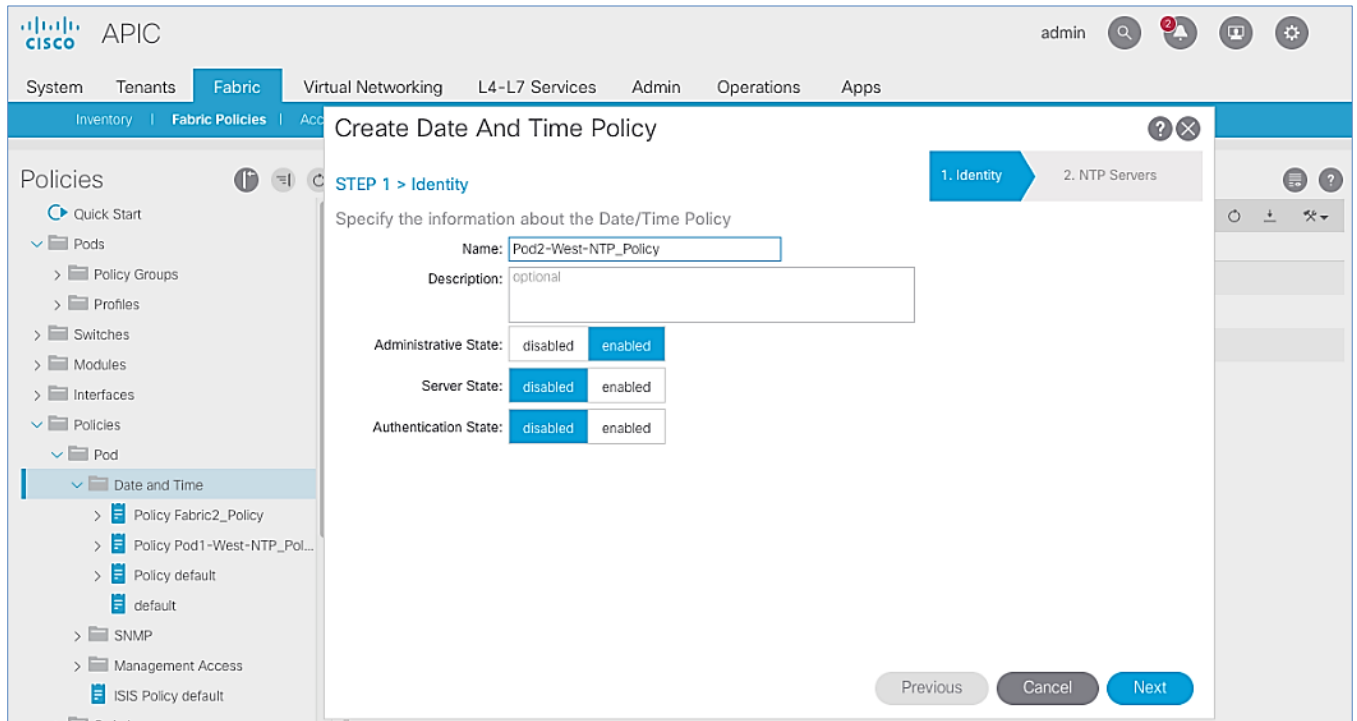 CISCO APIC
admin
2
System Tenants Fabric Virtual Networking L4-L7 Services Admin Operations Apps
Inventory | Fabric Policies | Acc
Create Date And Time Policy
Policies
STEP 1 > Identity
1. Identity 2. NTP Servers
Specify the information about the Date/Time Policy
Name: Pod2-West-NTP_Policy
Description: optional
Administrative State: disabled enabled
Server State: disabled enabled
Authentication State: disabled enabled
Quick Start
Pods
Policy Groups
Profiles
Switches
Modules
Interfaces
Policies
Pod
Date and Time
Policy Fabric2_Policy
Policy Pod1-West-NTP_Pol...
Policy default
default
SNMP
Management Access
ISIS Policy default
Previous Cancel Next